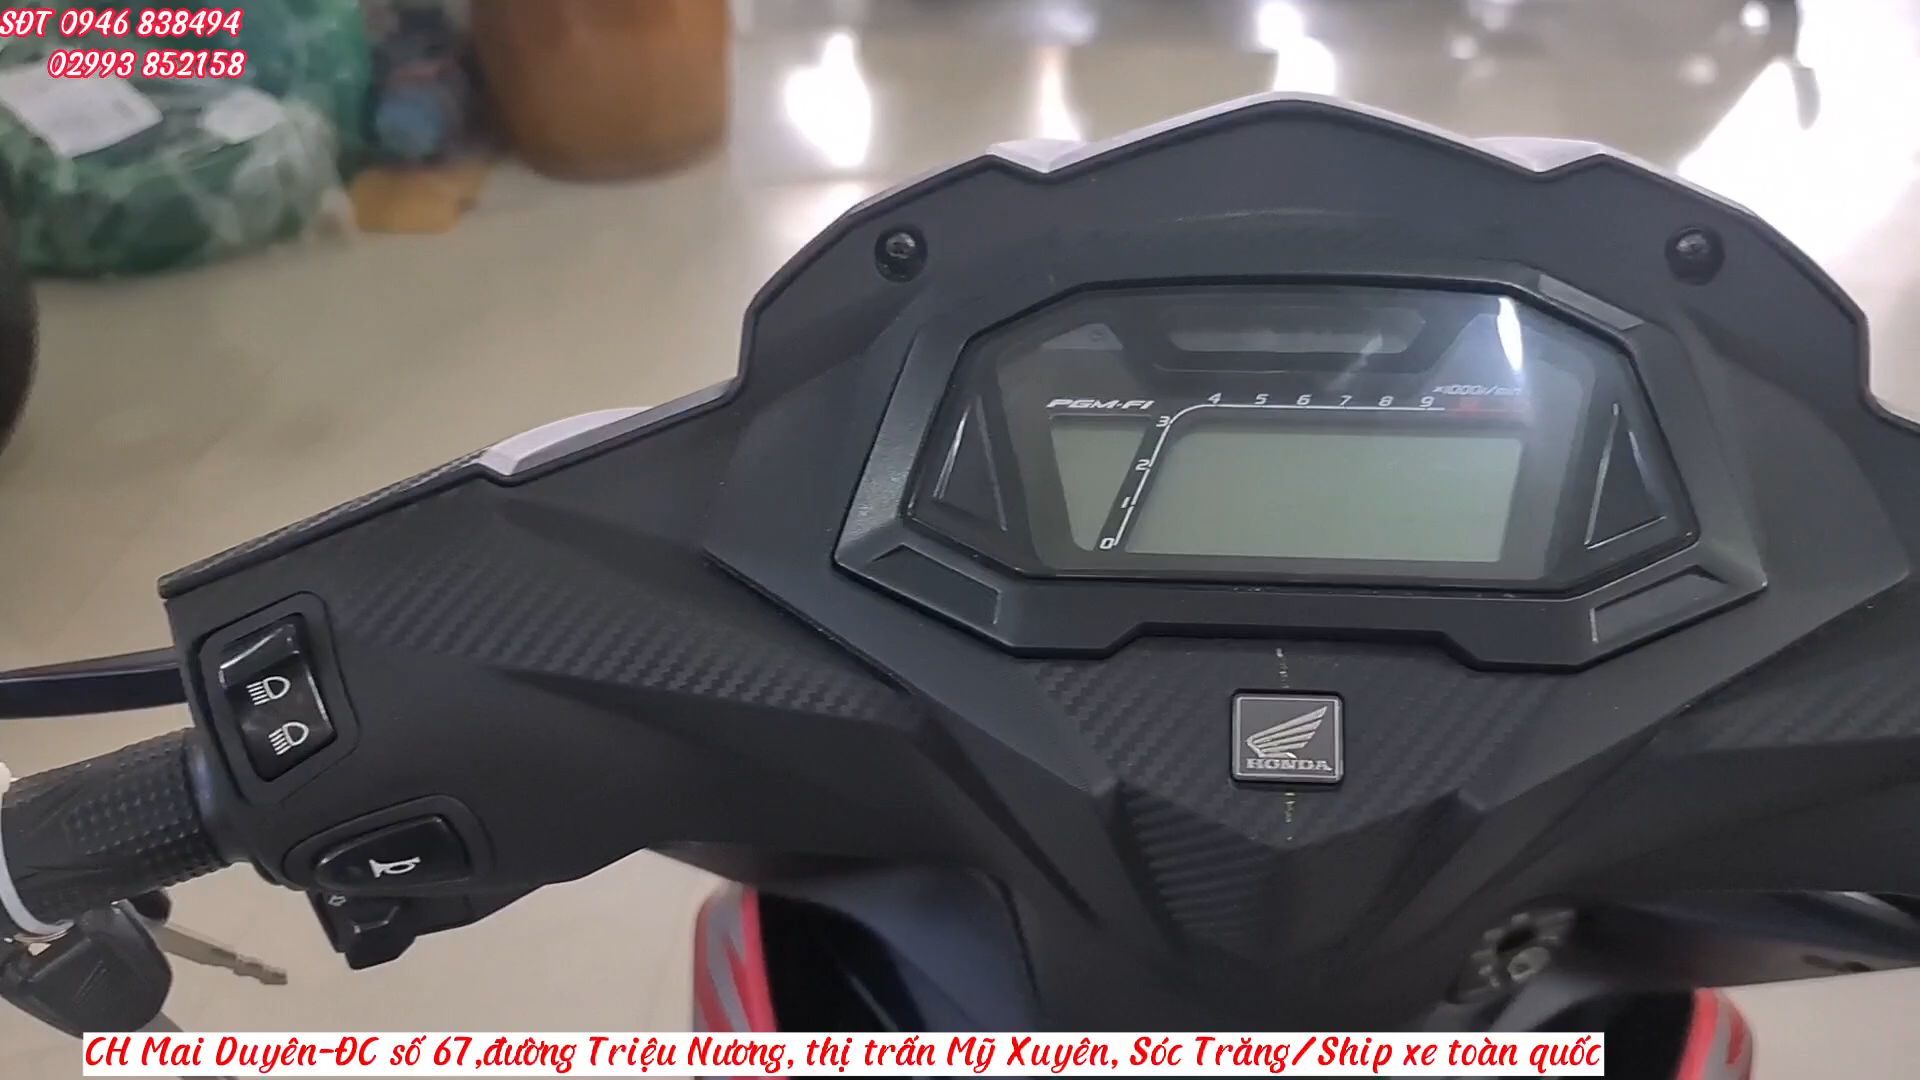 SĐT 0946 838494
02993 852158
x1000r/min
PGM-FI
4 5 6 7 8 9
3
2
1
0
HONDA
CH Mai Duyên-ĐC số 67,đường Triệu Nương, thị trấn Mỹ Xuyên, Sóc Trăng/Ship xe toàn quốc